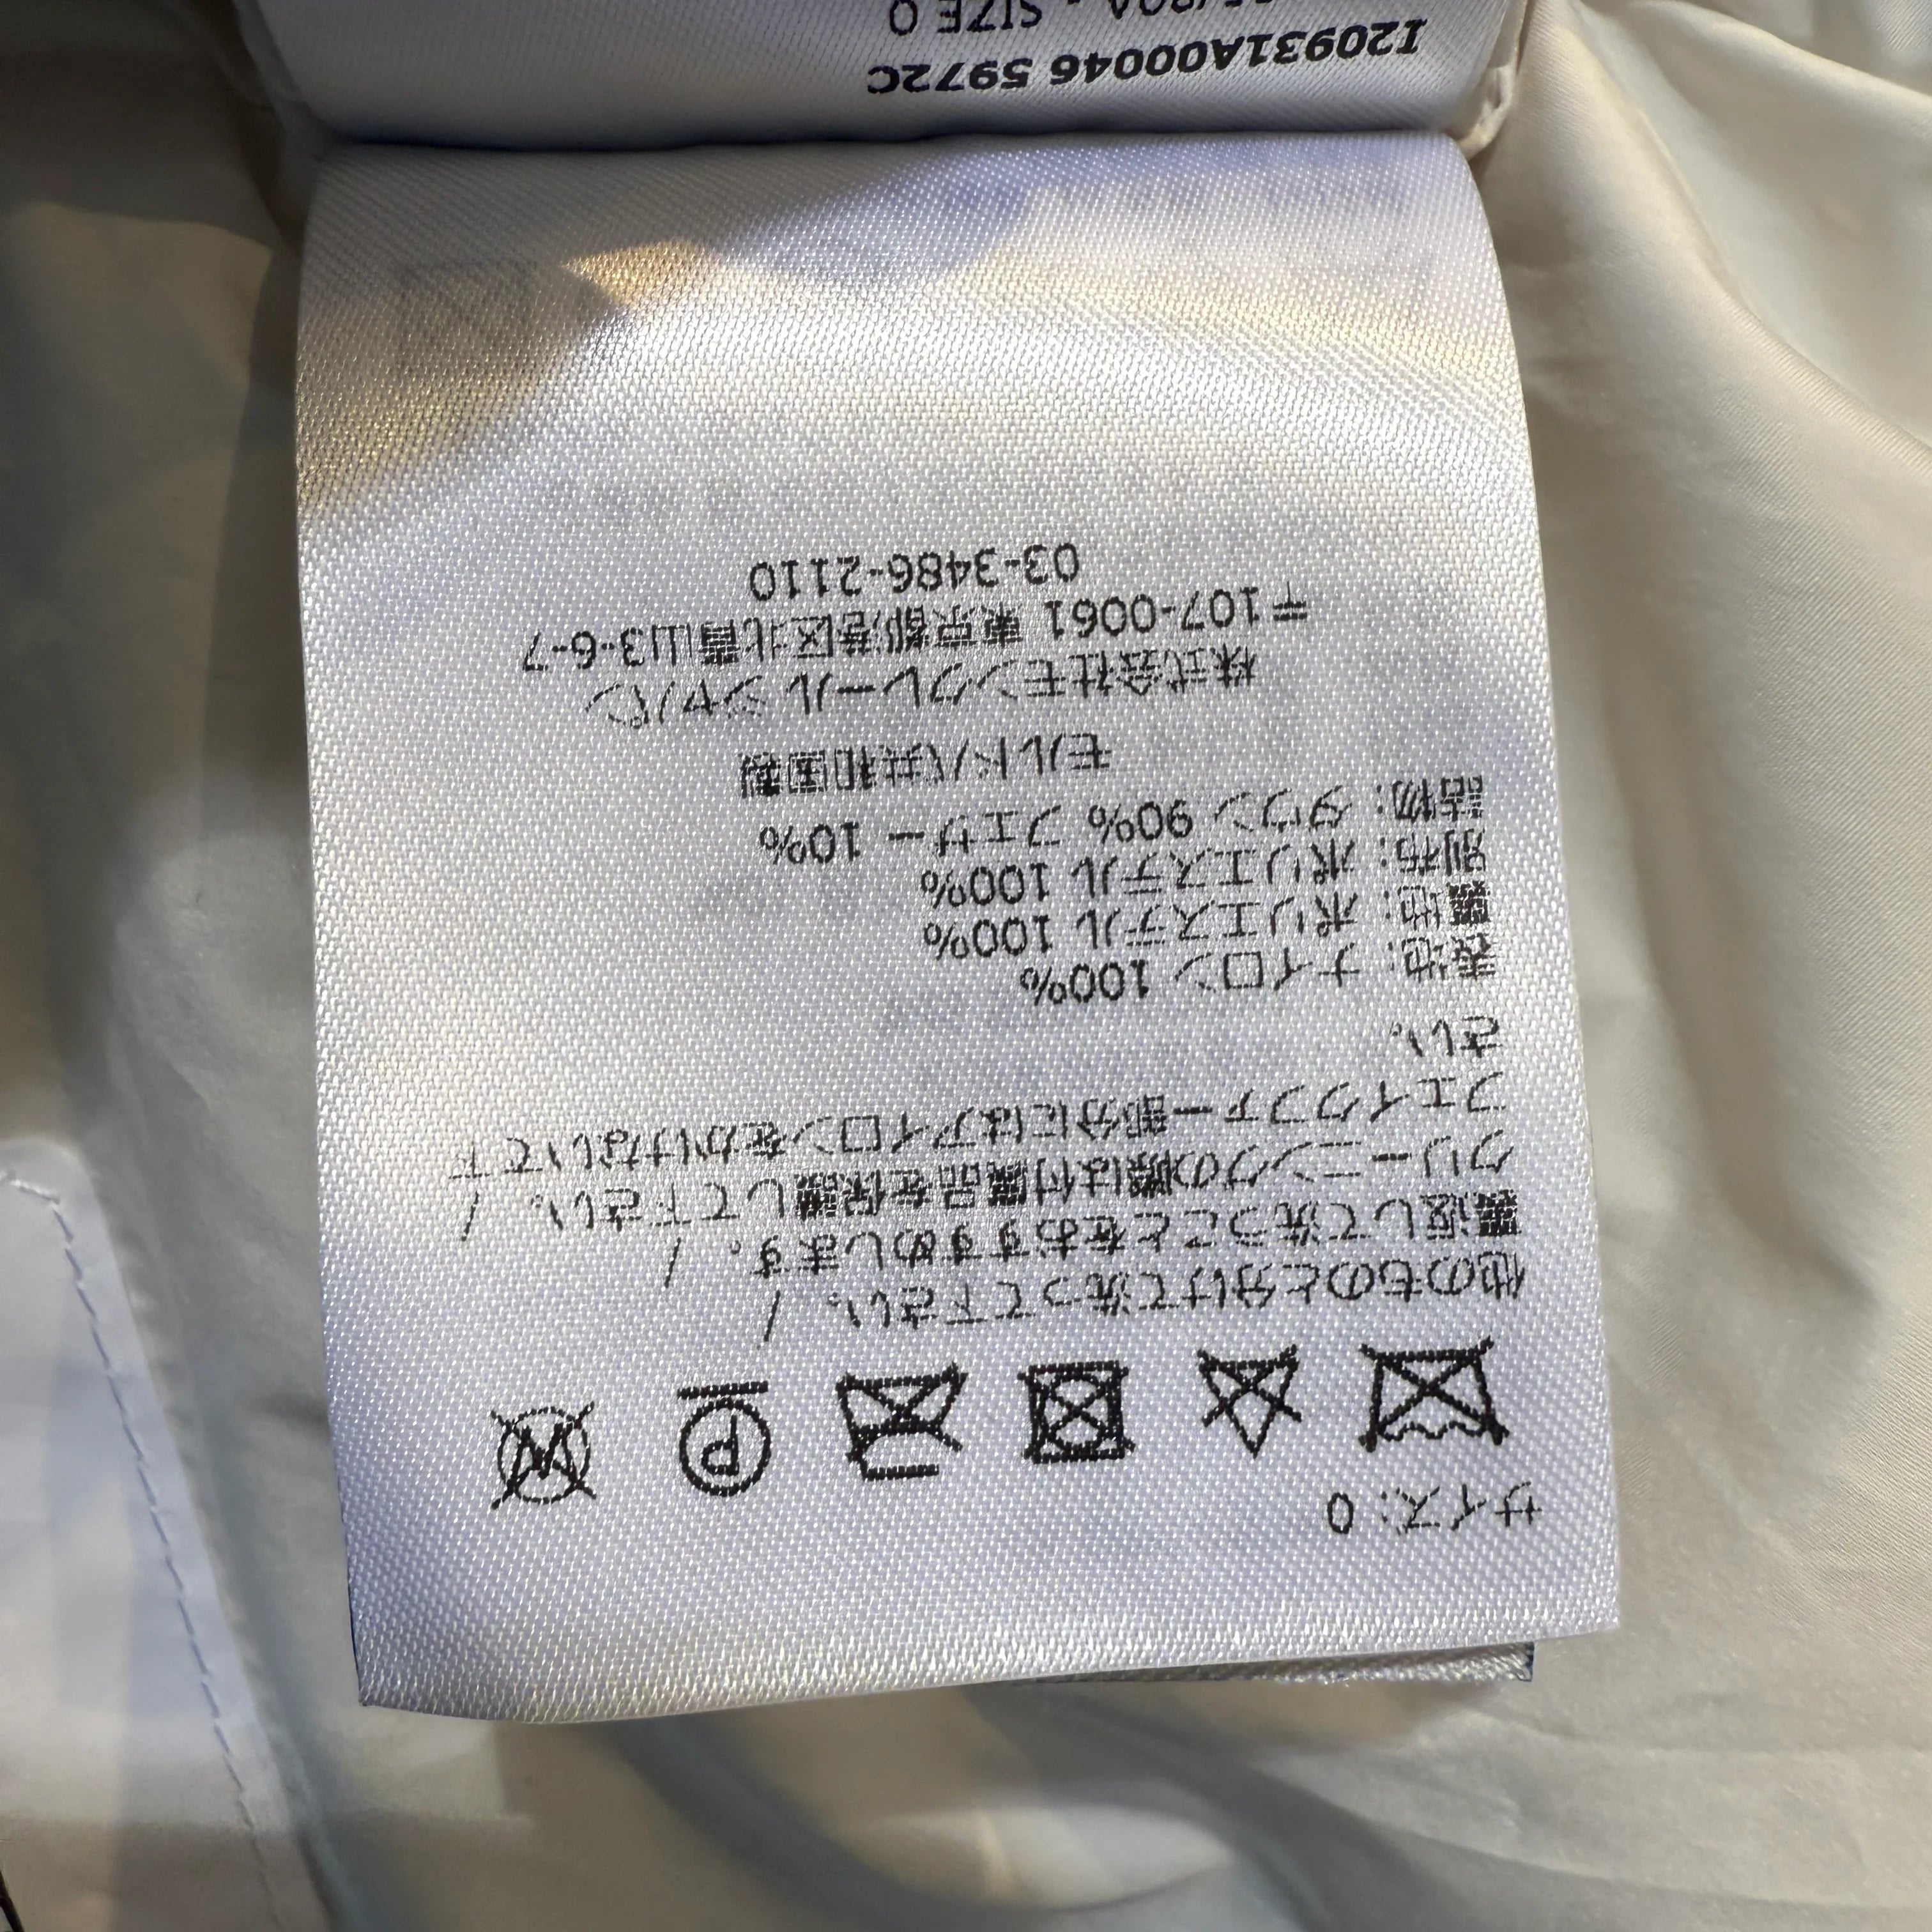 サイズ: 0
他のものと分けて洗って下さい。 /
裏返して洗うことをおすすめします。 /
クリーニングの際は付属品を保護して下さい。 /
フェイクファー部分にはアイロンをかけないで下
さい。
表地: ナイロン 100%
裏地: ポリエステル 100%
別布: ポリエステル 100%
詰物: ダウン 90% フェザー 10%
モルドバ共和国製
株式会社モンクレール ジャパン
〒107-0061 東京都港区北青山3-6-7
03-3486-2110
I20931A00046 5972C
SIZE 0